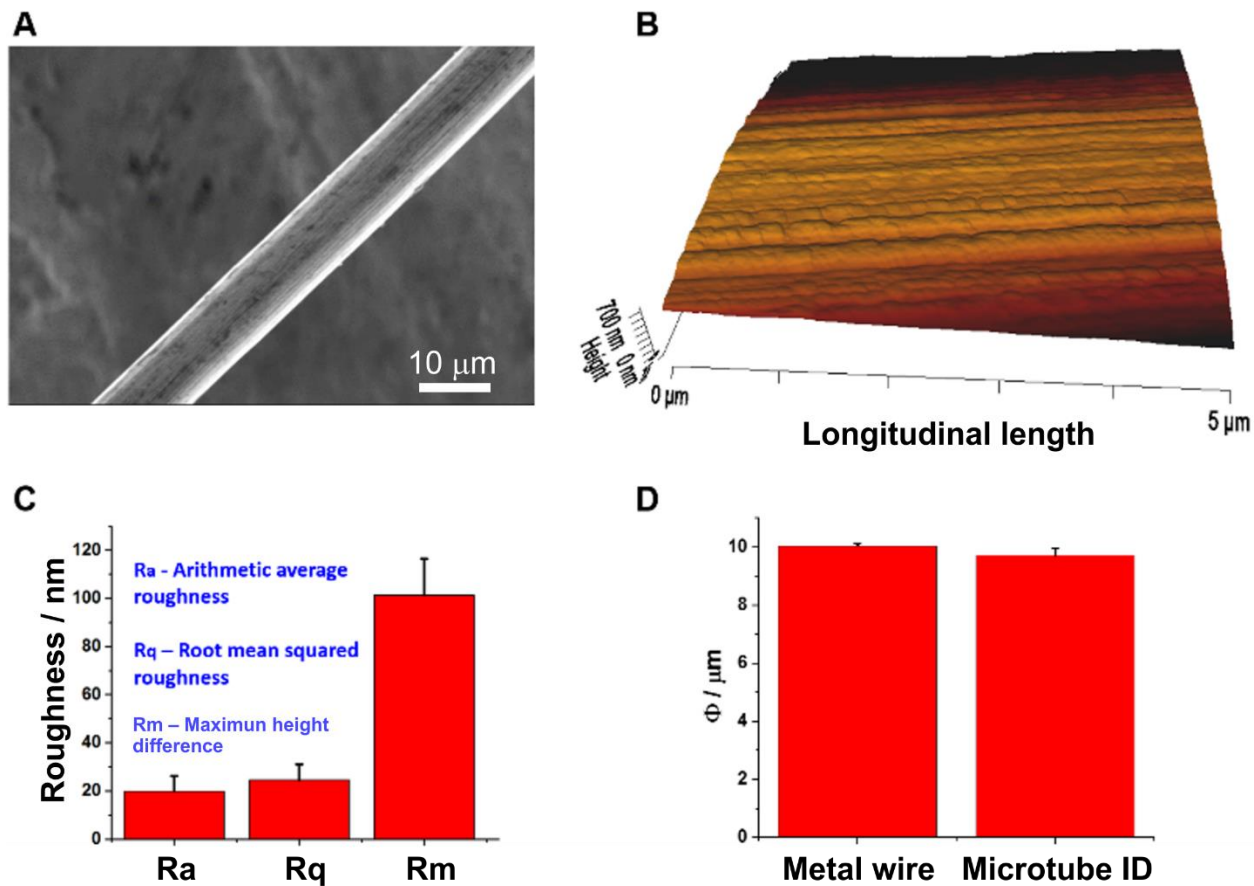 A
10 μm
B
700 nm
0 nm
Height
0 μm
5 μm
Longitudinal length
C
Roughness / nm
120
100
80
60
40
20
0
Ra - Arithmetic average
roughness
Rq – Root mean squared
roughness
Rm – Maximun height
difference
Ra Rq Rm
D
Φ / μm
10
8
6
4
2
0
Metal wire Microtube ID